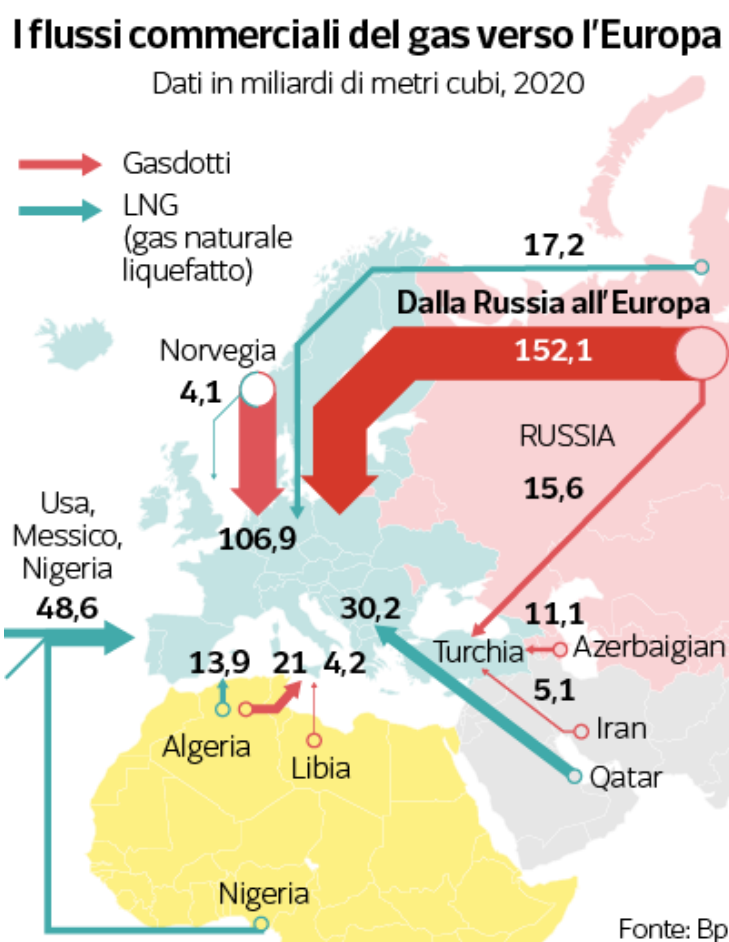 I flussi commerciali del gas verso l'Europa
Dati in miliardi di metri cubi, 2020
Gasdotti
LNG
(gas naturale
liquefatto)
17,2
Dalla Russia all'Europa
152,1
Norvegia
4,1
RUSSIA
15,6
Usa,
Messico,
Nigeria
48,6
106,9
30,2
11,1
Turchia
Azerbaigian
13,9
21
4,2
5,1
Iran
Algeria
Libia
Qatar
Nigeria
Fonte: Bp